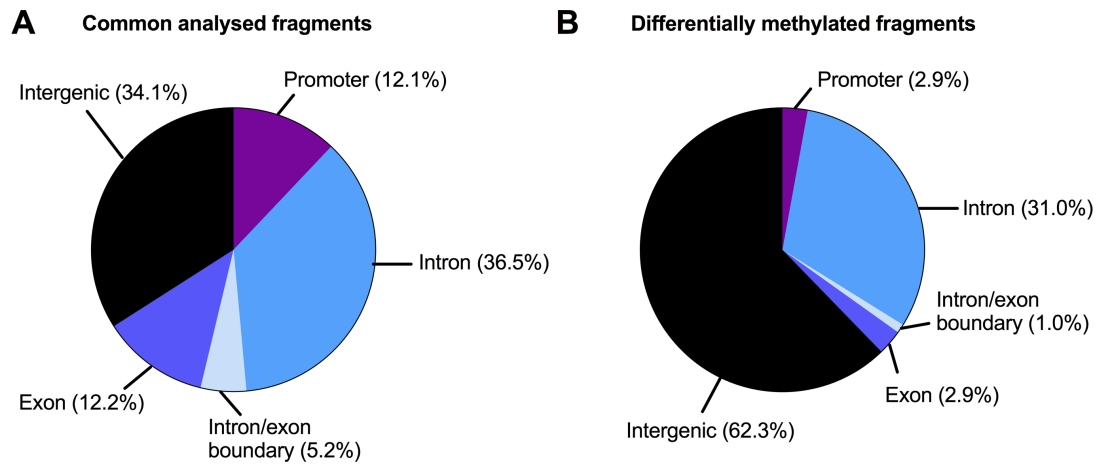 A Common analysed fragments
Promoter (12.1%)
Intergenic (34.1%)
Intron (36.5%)
Exon (12.2%)
Intron/exon
boundary (5.2%)
B Differentially methylated fragments
Promoter (2.9%)
Intron (31.0%)
Intron/exon
boundary (1.0%)
Exon (2.9%)
Intergenic (62.3%)